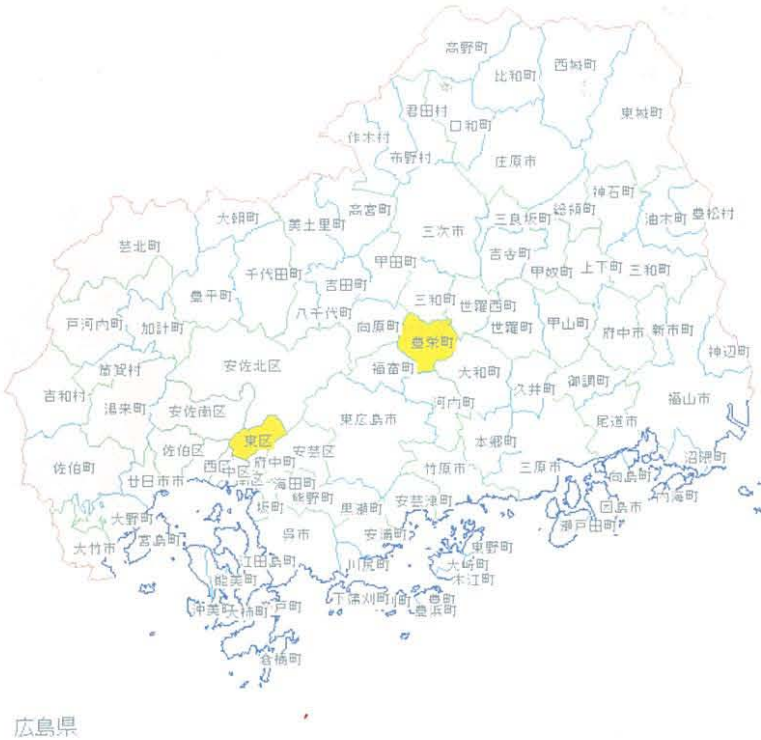 高野町
比和町
西城町
東城町
君田村
口和町
作木村
布野村
庄原市
神石町
総領町
油木町
豊松村
大朝町
美土里町
高宮町
三次市
三良坂町
芸北町
千代田町
吉田町
甲田町
吉舎町
甲奴町
上下町
三和町
豊平町
八千代町
三和町
世羅西町
戸河内町
加計町
向原町
豊栄町
世羅町
甲山町
府中市
新市町
神辺町
安佐北区
福富町
大和町
筒賀村
吉和村
湯来町
安佐南区
久井町
御調町
福山市
河内町
東広島市
尾道市
東区
安芸区
本郷町
佐伯町
佐伯区
西区
中区
府中町
竹原市
三原市
向島町
沼隈町
廿日市市
海田町
熊野町
安芸津町
内海町
因島市
大野町
坂町
黒瀬町
瀬戸田町
大竹市
宮島町
呉市
安浦町
東野町
江田島町
川尻町
大崎町
木江町
能美町
沖美町
大柿町
戸町
下蒲刈町
豊町
豊浜町
倉橋町
広島県